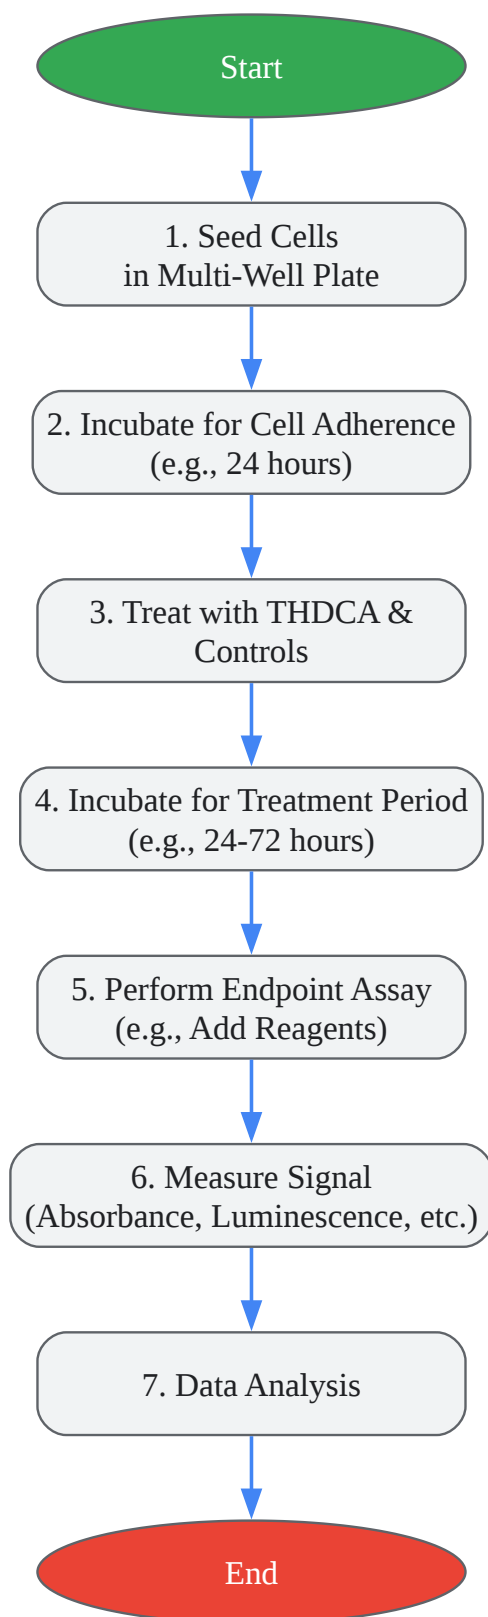 Start
1. Seed Cells
in Multi-Well Plate
2. Incubate for Cell Adherence
(e.g., 24 hours)
3. Treat with THDCA &
Controls
4. Incubate for Treatment Period
(e.g., 24-72 hours)
5. Perform Endpoint Assay
(e.g., Add Reagents)
6. Measure Signal
(Absorbance, Luminescence, etc.)
7. Data Analysis
End